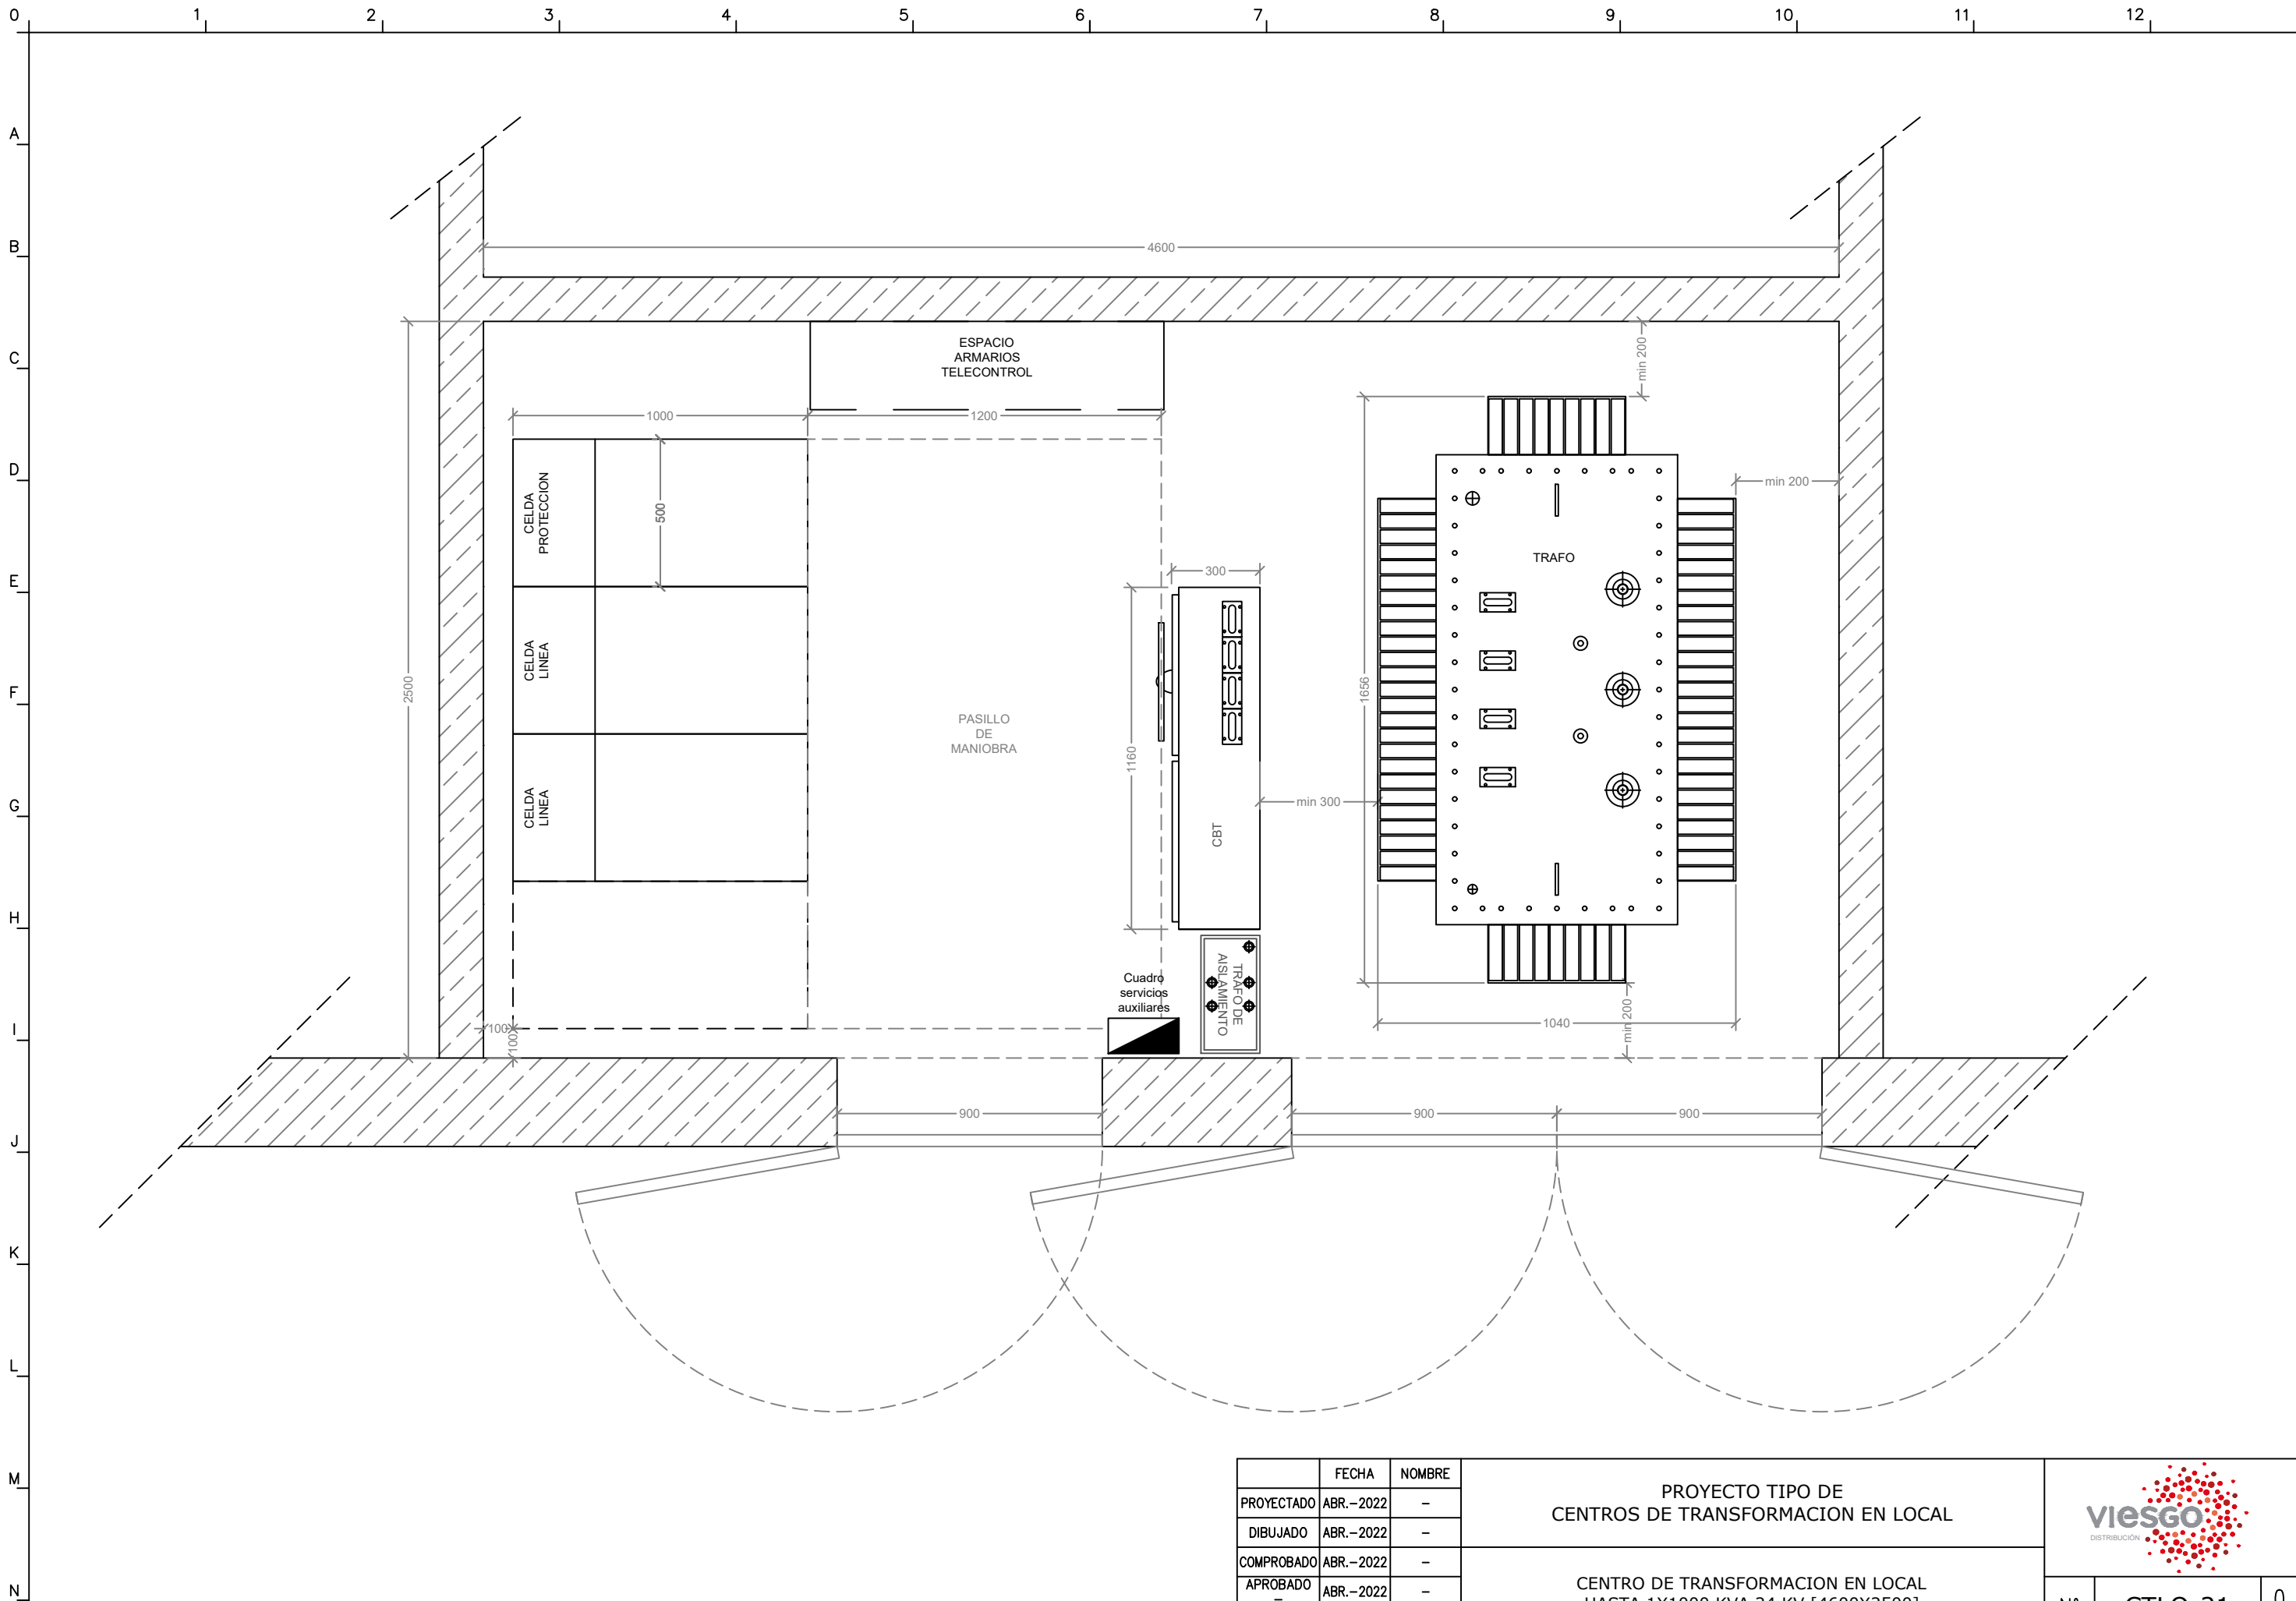 0 1 2 3 4 5 6 7 8 9 10 11 12
A
B
C
D
E
F
G
H
I
J
K
L
M
N
4600
ESPACIO
ARMARIOS
TELECONTROL
min 200
1000
1200
CELDA
PROTECCION
500
min 200
TRAFO
300
CELDA
LINEA
2500
PASILLO
DE
MANIOBRA
1656
1160
min 300
CELDA
LINEA
CBT
Cuadro
servicios
auxiliares
TRAFO DE
AISLAMIENTO
100
100
1040
min 200
900
900
900
FECHA NOMBRE
PROYECTADO ABR.-2022 -
DIBUJADO ABR.-2022 -
COMPROBADO ABR.-2022 -
APROBADO ABR.-2022 -
PROYECTO TIPO DE
CENTROS DE TRANSFORMACION EN LOCAL
viesgo
DISTRIBUCIÓN
CENTRO DE TRANSFORMACION EN LOCAL